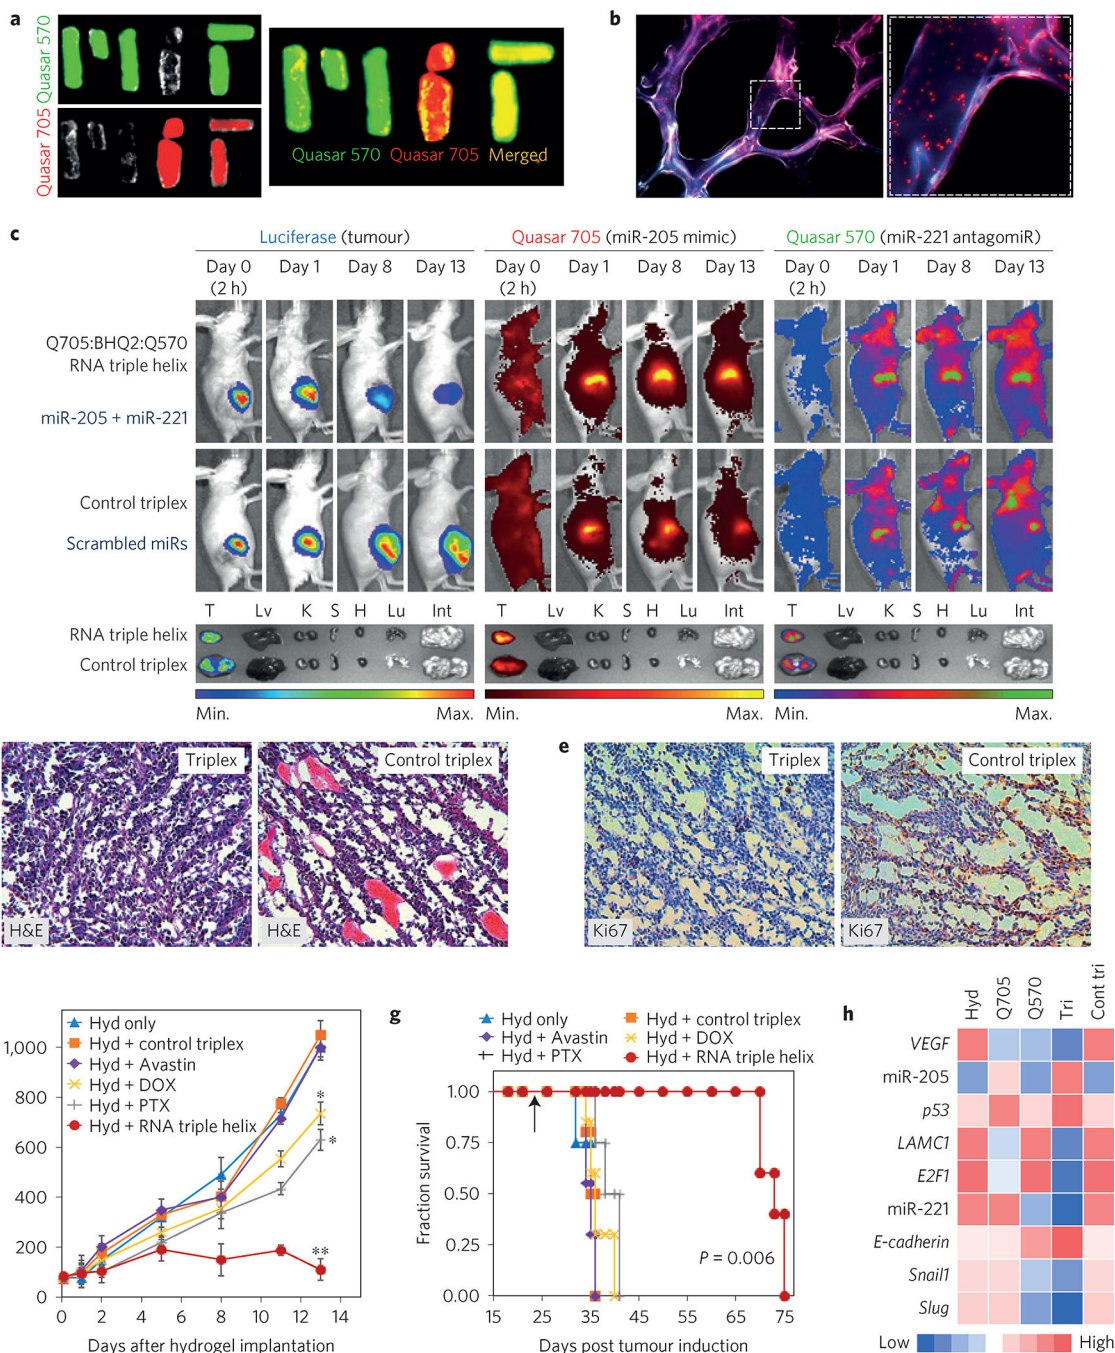 a
Quasar 570
Quasar 705
Quasar 570 Quasar 705 Merged
b
c
Luciferase (tumour)
Quasar 705 (miR-205 mimic)
Quasar 570 (miR-221 antagomiR)
Day 0 Day 1 Day 8 Day 13
(2 h)
Day 0 Day 1 Day 8 Day 13
(2 h)
Day 0 Day 1 Day 8 Day 13
(2 h)
Q705:BHQ2:Q570
RNA triple helix
miR-205 + miR-221
Control triplex
Scrambled miRs
T Lv K S H Lu Int
T Lv K S H Lu Int
T Lv K S H Lu Int
RNA triple helix
Control triplex
Min. Max.
Min. Max.
Min. Max.
Triplex
H&E
Control triplex
H&E
e
Triplex
Ki67
Control triplex
Ki67
Hyd only
Hyd + control triplex
Hyd + Avastin
Hyd + DOX
Hyd + PTX
Hyd + RNA triple helix
1,000
800
600
400
200
0
*
*
**
0 2 4 6 8 10 12 14
Days after hydrogel implantation
g
Hyd only
Hyd + Avastin
Hyd + PTX
Hyd + control triplex
Hyd + DOX
Hyd + RNA triple helix
Fraction survival
1.00
0.75
0.50
0.25
0.00
P = 0.006
15 25 35 45 55 65 75
Days post tumour induction
h
Hyd Q705 Q570 Tri Cont tri
VEGF
miR-205
p53
LAMC1
E2F1
miR-221
E-cadherin
Snail1
Slug
Low High